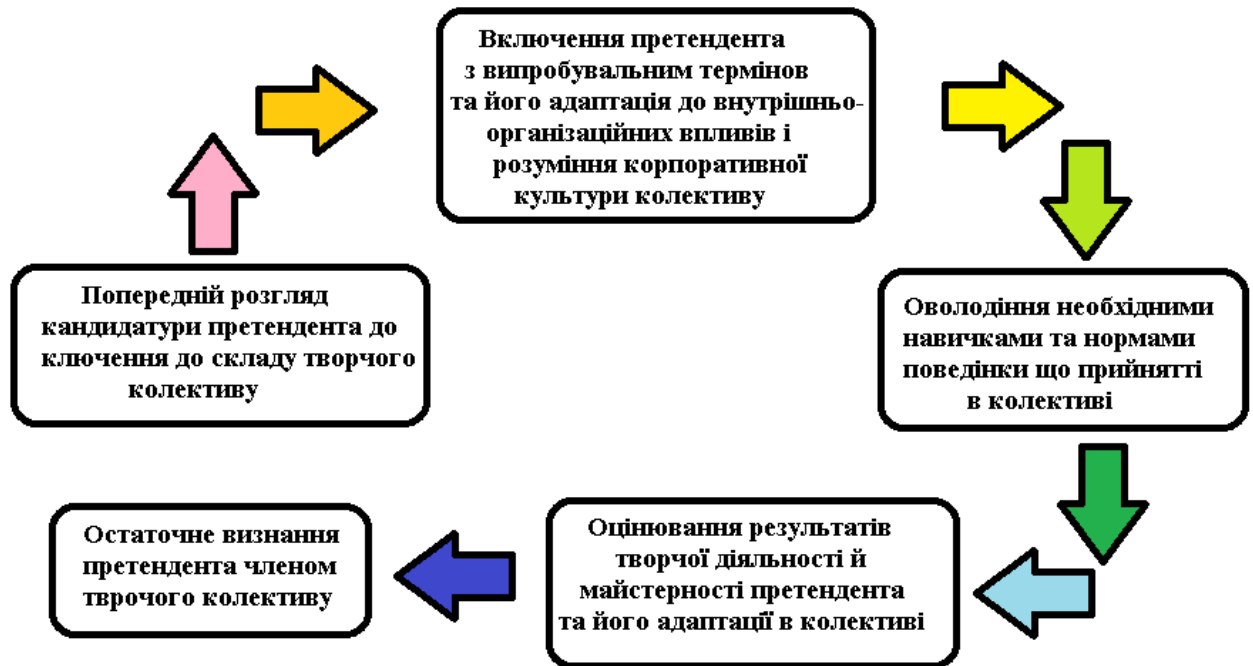 Включення претендента
з випробувальним термінов
та його адаптація до внутрішньо-
організаційних впливів і
розуміння корпоративної
культури колективу
Попередній розгляд
кандидатури претендента до
ключення до складу творчого
колективу
Оволодіння необхідними
навичками та нормами
поведінки що прийнятті
в колективі
Оцінювання результатів
творчої діяльності й
майстерності претендента
та його адаптації в колективі
Остаточне визнання
претендента членом
тврочого колективу